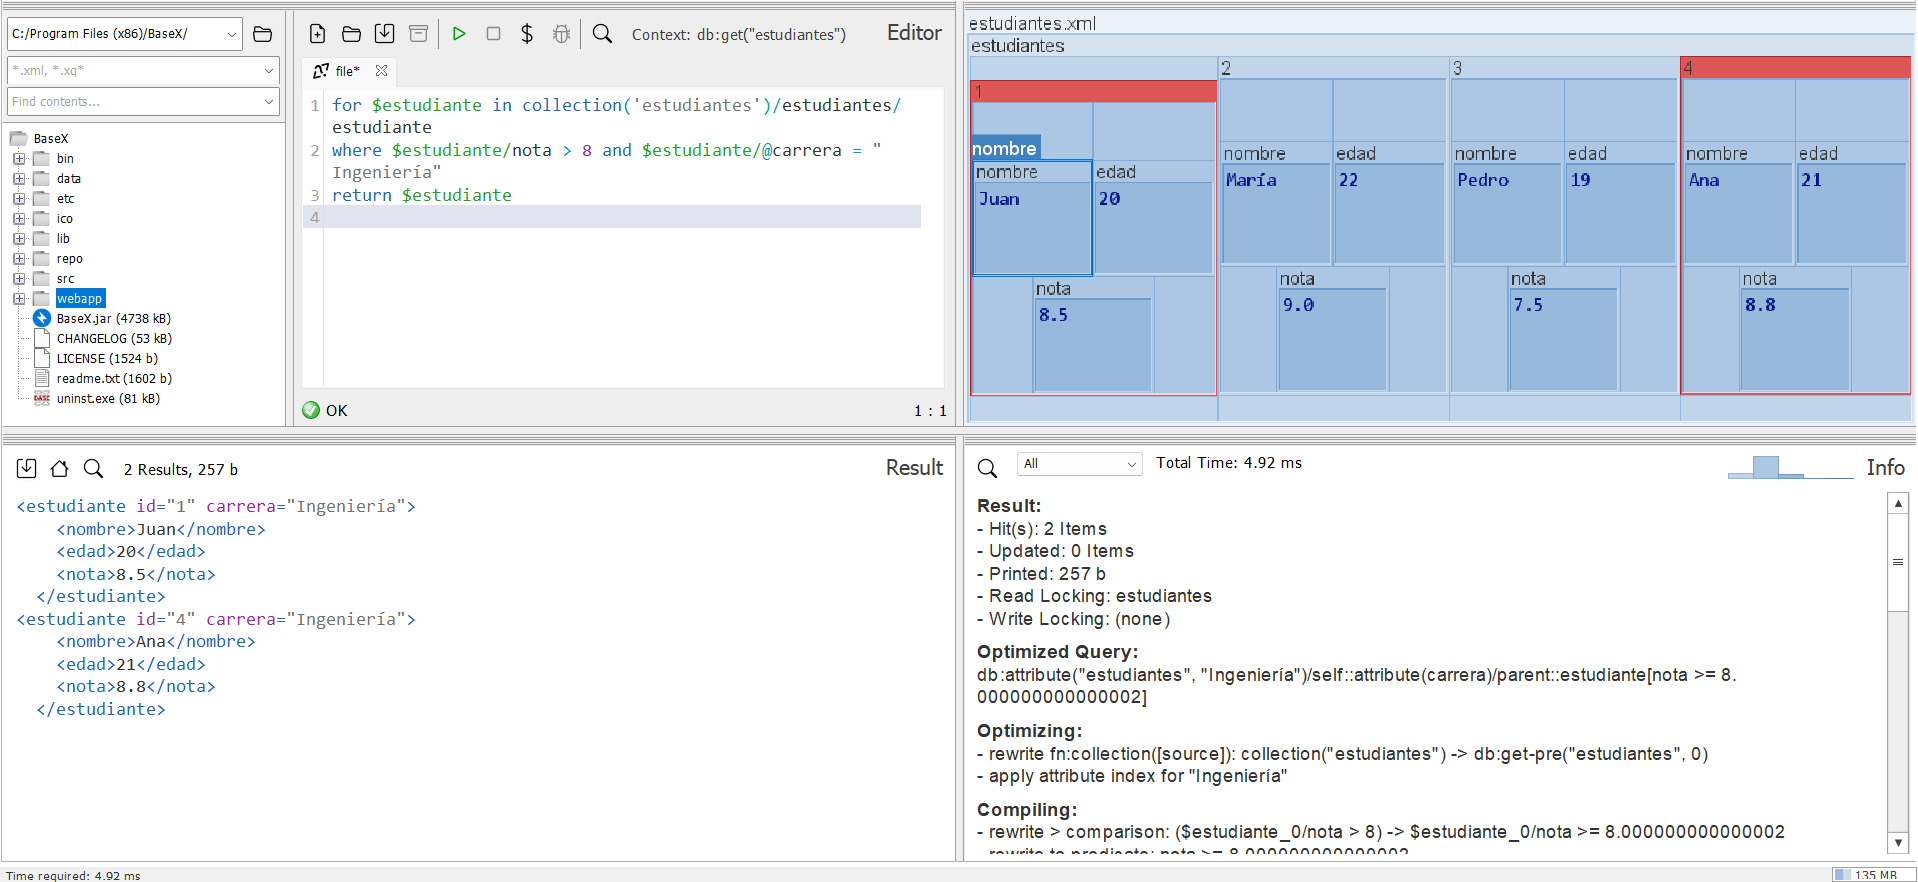 C:/Program Files (x86)/BaseX/
*.xml, *.xq*
Find contents...
BaseX
bin
data
etc
ico
lib
repo
src
webapp
BaseX.jar (4738 kB)
CHANGELOG (53 kB)
LICENSE (1524 b)
readme.txt (1602 b)
uninst.exe (81 kB)
Context: db:get("estudiantes")
Editor
file*
1 for $estudiante in collection('estudiantes')/estudiantes/
estudiante
2 where $estudiante/nota > 8 and $estudiante/@carrera = "
Ingeniería"
3 return $estudiante
4
OK
1 : 1
estudiantes.xml
estudiantes
1
nombre
nombre
Juan
edad
20
nota
8.5
2
nombre
María
edad
22
nota
9.0
3
nombre
Pedro
edad
19
nota
7.5
4
nombre
Ana
edad
21
nota
8.8
2 Results, 257 b
Result
<estudiante id="1" carrera="Ingeniería">
<nombre>Juan</nombre>
<edad>20</edad>
<nota>8.5</nota>
</estudiante>
<estudiante id="4" carrera="Ingeniería">
<nombre>Ana</nombre>
<edad>21</edad>
<nota>8.8</nota>
</estudiante>
All
Total Time: 4.92 ms
Info
Result:
- Hit(s): 2 Items
- Updated: 0 Items
- Printed: 257 b
- Read Locking: estudiantes
- Write Locking: (none)
Optimized Query:
db:attribute("estudiantes", "Ingeniería")/self::attribute(carrera)/parent::estudiante[nota >= 8.
000000000000002]
Optimizing:
- rewrite fn:collection([source]): collection("estudiantes") -> db:get-pre("estudiantes", 0)
- apply attribute index for "Ingeniería"
Compiling:
- rewrite > comparison: ($estudiante_0/nota > 8) -> $estudiante_0/nota >= 8.000000000000002
- rewrite to predicate: nota >= 8.000000000000002
Time required: 4.92 ms
135 MB